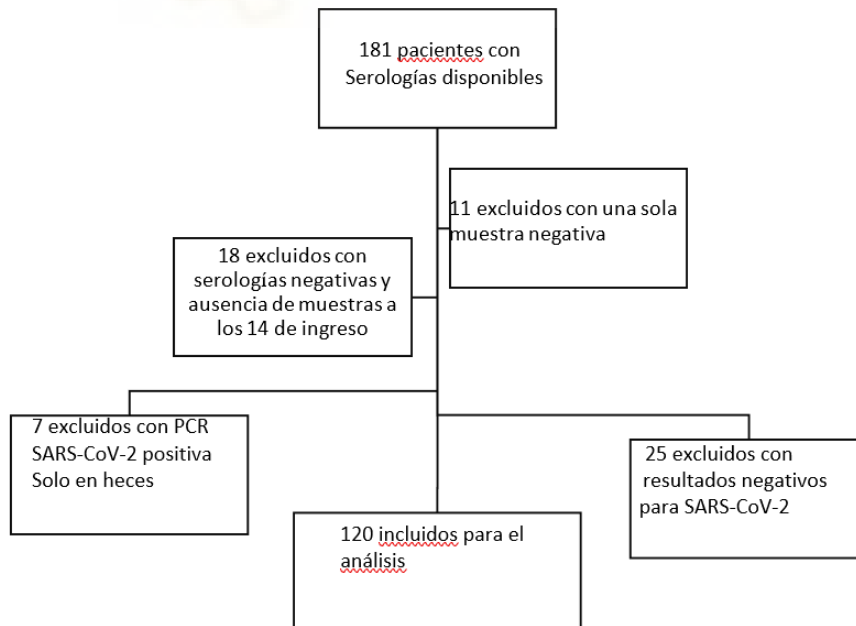 181 pacientes con
Serologías disponibles
11 excluidos con una sola
muestra negativa
18 excluidos con
serologías negativas y
ausencia de muestras a
los 14 de ingreso
7 excluidos con PCR
SARS-CoV-2 positiva
Solo en heces
25 excluidos con
resultados negativos
para SARS-CoV-2
120 incluidos para el
análisis